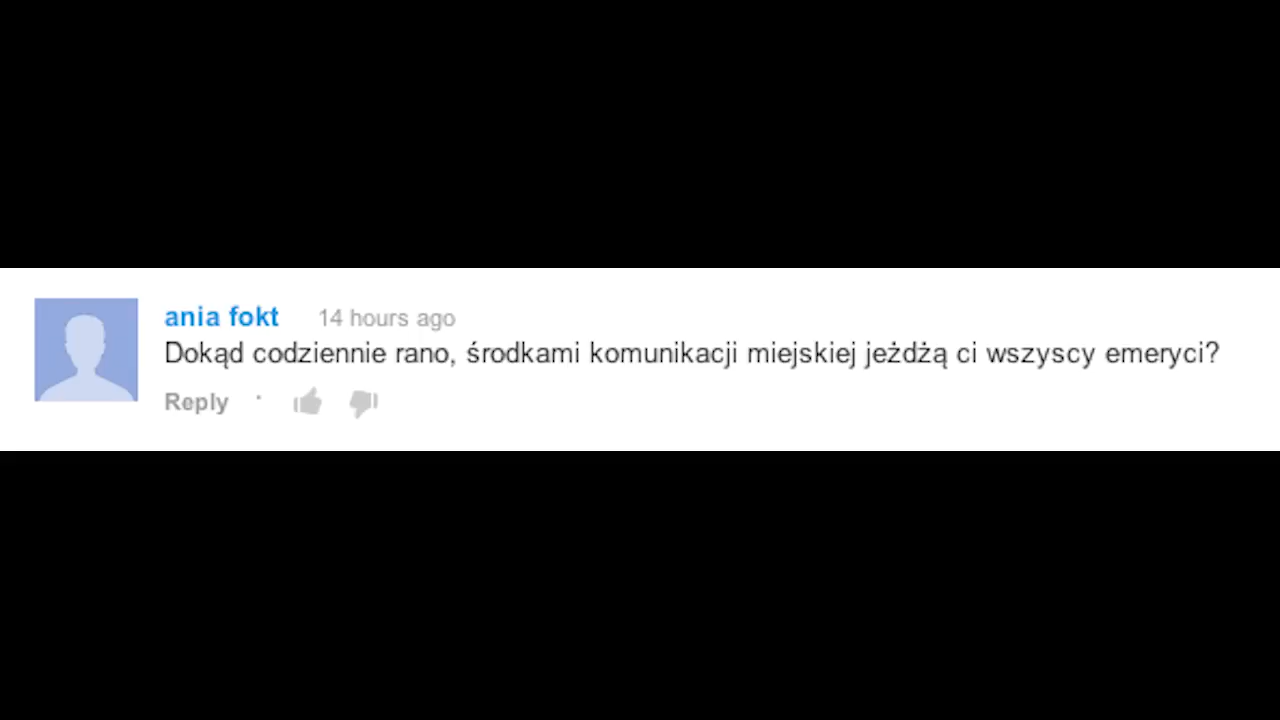 ania fokt 14 hours ago
Dokąd codziennie rano, środkami komunikacji miejskiej jeżdżą ci wszyscy emeryci?
Reply ·